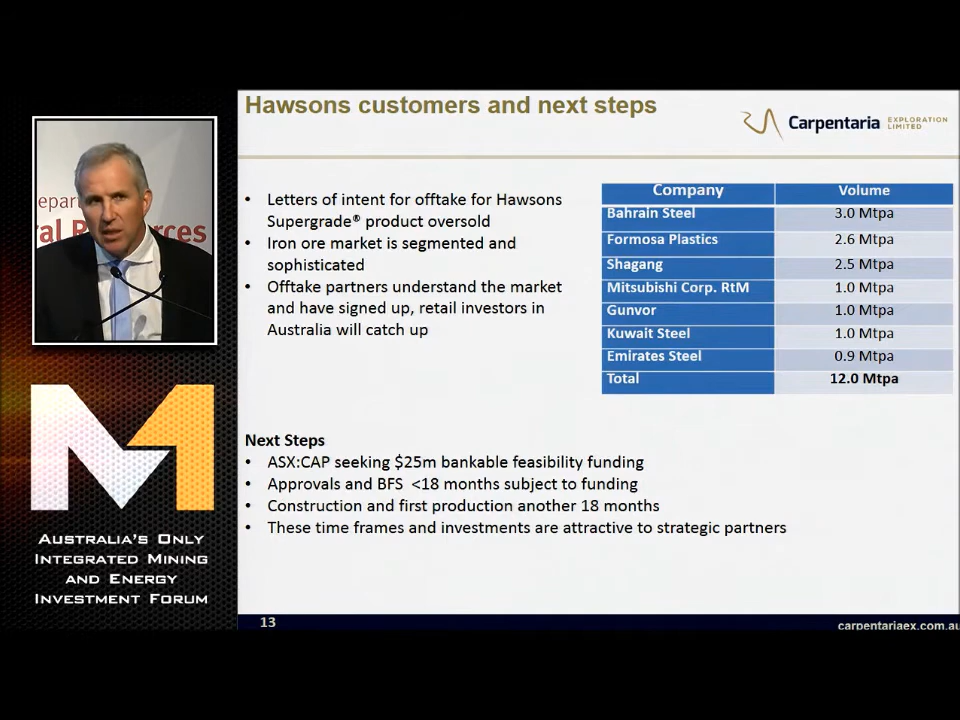 Hawsons customers and next steps
Carpentaria EXPLORATION LIMITED
• Letters of intent for offtake for Hawsons
Supergrade® product oversold
• Iron ore market is segmented and
sophisticated
• Offtake partners understand the market
and have signed up, retail investors in
Australia will catch up
Company Volume
Bahrain Steel 3.0 Mtpa
Formosa Plastics 2.6 Mtpa
Shagang 2.5 Mtpa
Mitsubishi Corp. RtM 1.0 Mtpa
Gunvor 1.0 Mtpa
Kuwait Steel 1.0 Mtpa
Emirates Steel 0.9 Mtpa
Total 12.0 Mtpa
Next Steps
• ASX:CAP seeking $25m bankable feasibility funding
• Approvals and BFS <18 months subject to funding
• Construction and first production another 18 months
• These time frames and investments are attractive to strategic partners
13
carpentariaex.com.au
M1
AUSTRALIA'S ONLY
INTEGRATED MINING
AND ENERGY
INVESTMENT FORUM